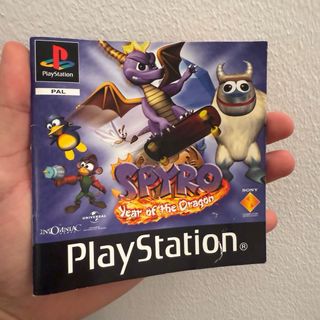 PlayStation
PAL
SPYRO
Year of the Dragon
INSOMNIAC
UNIVERSAL
SONY
PlayStation®